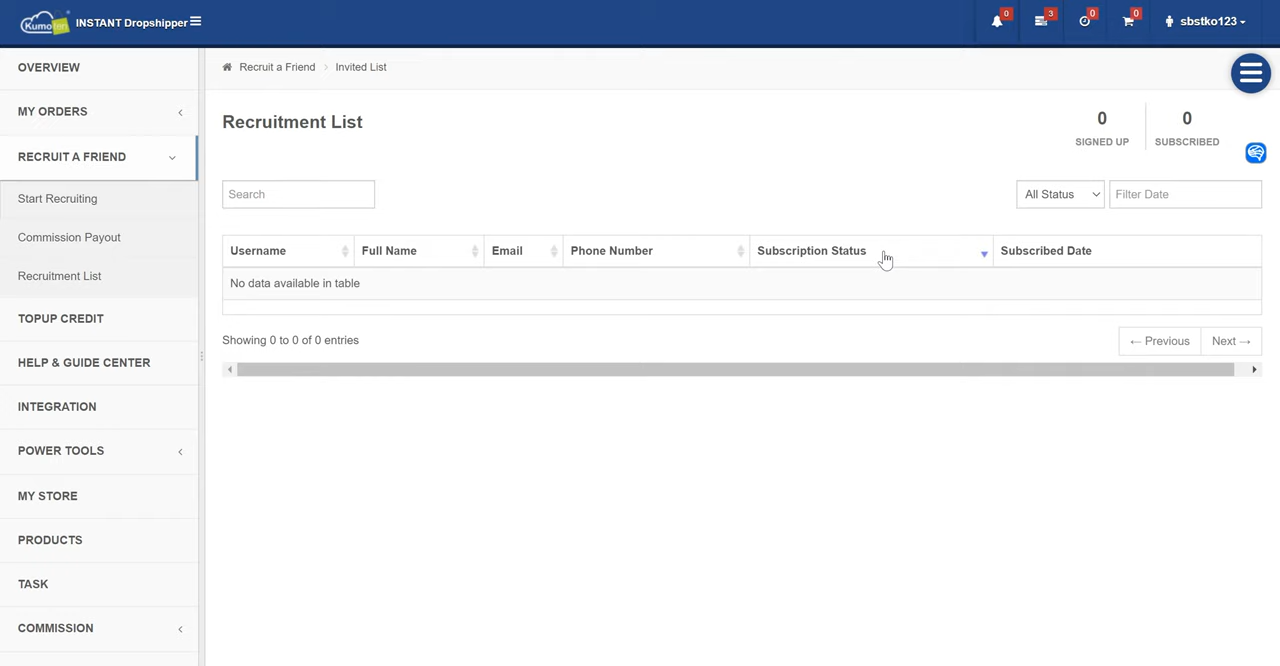 Kumoten INSTANT Dropshipper
0
3
0
0
sbstko123
OVERVIEW
MY ORDERS
RECRUIT A FRIEND
Start Recruiting
Commission Payout
Recruitment List
TOPUP CREDIT
HELP & GUIDE CENTER
INTEGRATION
POWER TOOLS
MY STORE
PRODUCTS
TASK
COMMISSION
Recruit a Friend Invited List
Recruitment List
0 0
SIGNED UP SUBSCRIBED
Search All Status Filter Date
Username Full Name Email Phone Number Subscription Status Subscribed Date
No data available in table
Showing 0 to 0 of 0 entries
← Previous Next →